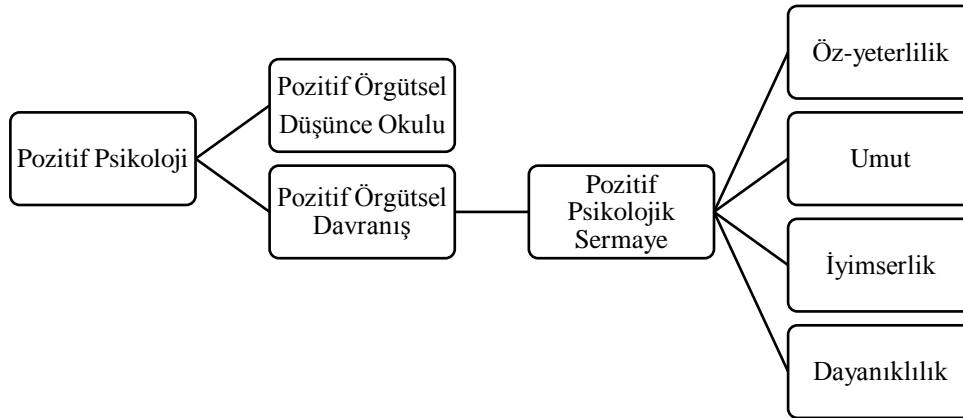 Pozitif Psikoloji
Pozitif Örgütsel
Düşünce Okulu
Pozitif Örgütsel
Davranış
Pozitif
Psikolojik
Sermaye
Öz-yeterlilik
Umut
İyimserlik
Dayanıklılık